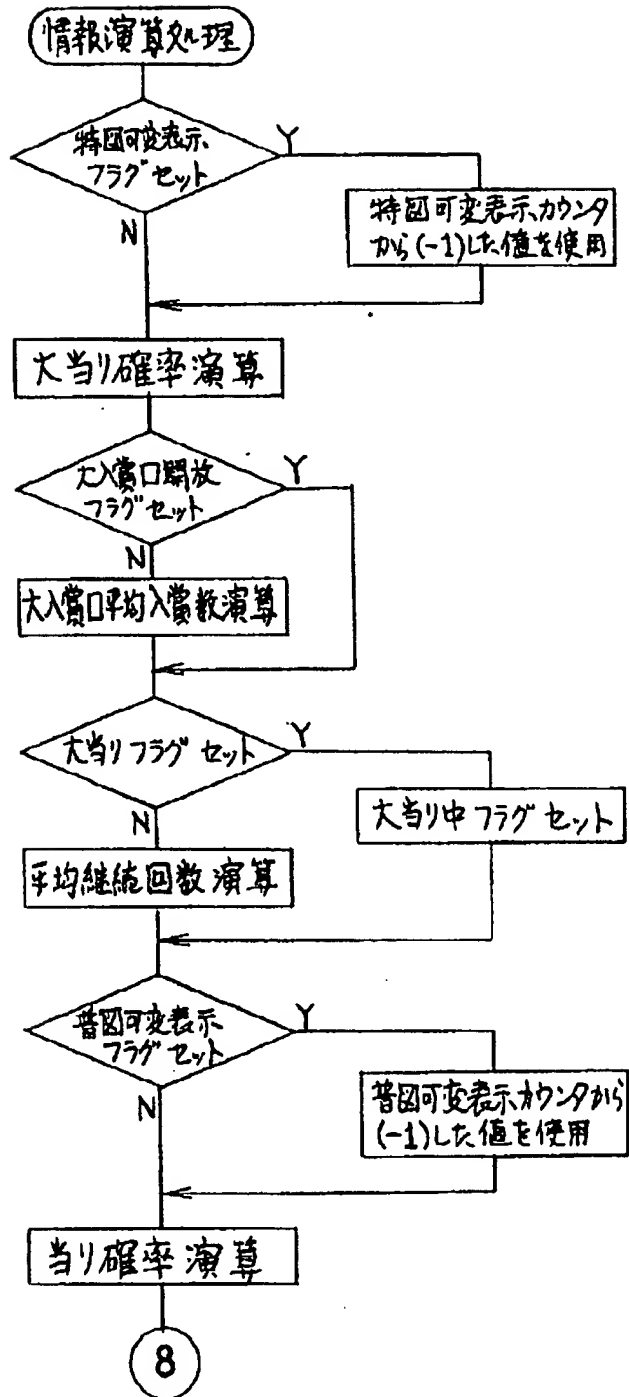 情報演算処理
特図可変表示
フラグセット
Y
N
特図可変表示カウンタ
から(-1)した値を使用
大当り確率演算
大入賞口開放
フラグセット
Y
N
大入賞口平均入賞数演算
大当りフラグセット
Y
N
大当り中フラグセット
平均継続回数演算
普図可変表示
フラグセット
Y
N
普図可変表示カウンタから
(-1)した値を使用
当り確率演算
8